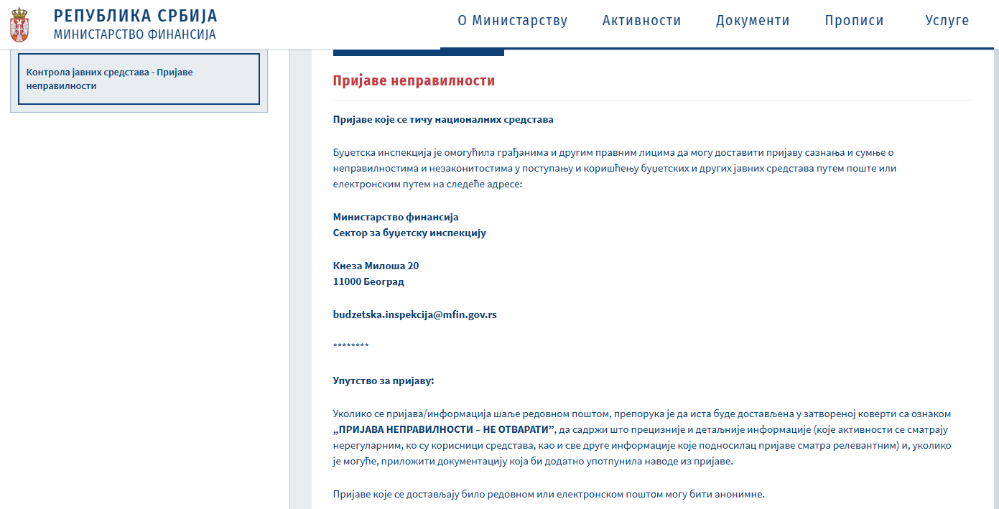 РЕПУБЛИКА СРБИЈА
МИНИСТАРСТВО ФИНАНСИЈА
О Министарству
Активности
Документи
Прописи
Услуге
Контрола јавних средстава - Пријаве
неправилности
Пријаве неправилности
Пријаве које се тичу националних средстава
Буџетска инспекција је омогућила грађанима и другим правним лицима да могу доставити пријаву сазнања и сумње о
неправилностима и незаконитостима у поступању и коришћењу буџетских и других јавних средстава путем поште или
електронским путем на следеће адресе:
Министарство финансија
Сектор за буџетску инспекцију
Кнеза Милоша 20
11000 Београд
budzetska.inspekcija@mfin.gov.rs
********
Упутство за пријаву:
Уколико се пријава/информација шаље редовном поштом, препорука је да иста буде достављена у затвореној коверти са ознаком
„ПРИЈАВА НЕПРАВИЛНОСТИ – НЕ ОТВАРАТИ”, да садржи што прецизније и детаљније информације (које активности се сматрају
нерегуларним, ко су корисници средстава, као и све друге информације које подносилац пријаве сматра релевантним) и, уколико
је могуће, приложити документацију која би додатно употпунила наводе из пријаве.
Пријаве које се достављају било редовном или електронском поштом могу бити анонимне.